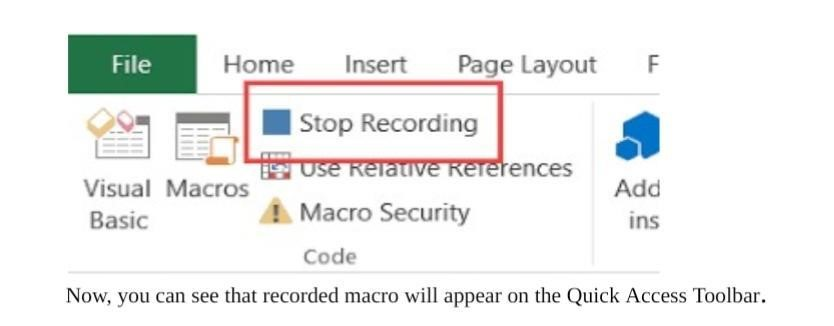 File Home Insert Page Layout F
Stop Recording
Use Relative References
Visual Basic
Macros
Macro Security
Add ins
Code
Now, you can see that recorded macro will appear on the Quick Access Toolbar.